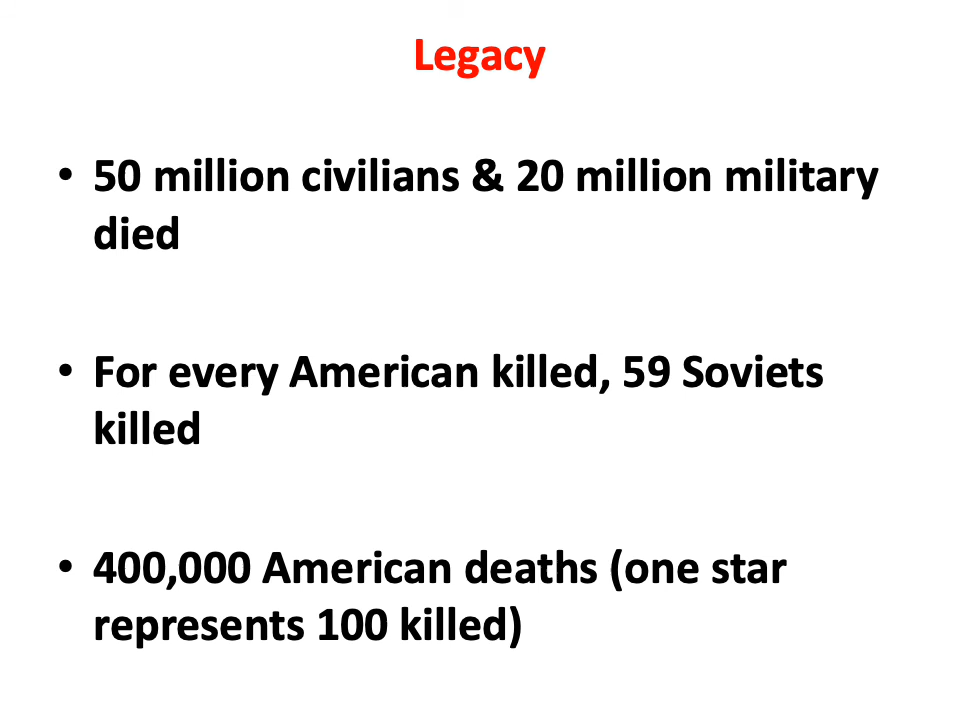 Legacy
• 50 million civilians & 20 million military
died
• For every American killed, 59 Soviets
killed
• 400,000 American deaths (one star
represents 100 killed)